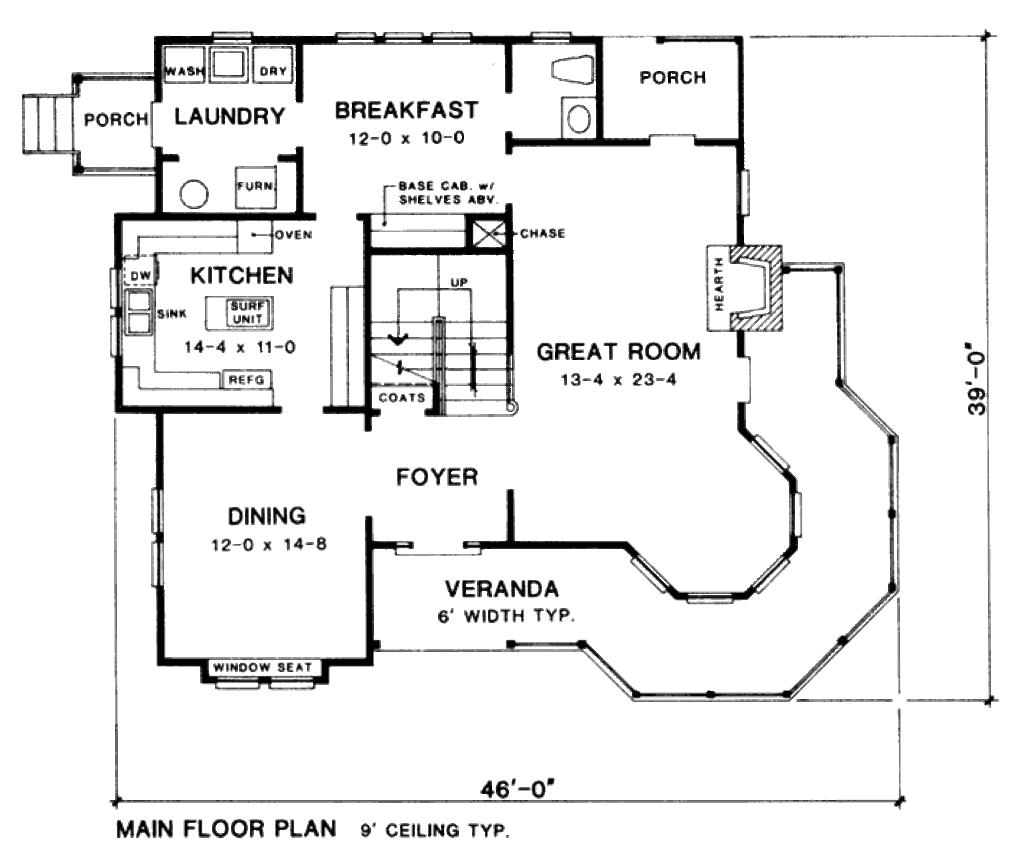 WASH
DRY
PORCH
LAUNDRY
BREAKFAST
12-0 x 10-0
PORCH
FURN.
BASE CAB. w/
SHELVES ABV.
OVEN
CHASE
DW
KITCHEN
SINK
SURF
UNIT
14-4 x 11-0
REFG
UP
COATS
HEARTH
GREAT ROOM
13-4 x 23-4
39'-0"
FOYER
DINING
12-0 x 14-8
VERANDA
6' WIDTH TYP.
WINDOW SEAT
46'-0"
MAIN FLOOR PLAN 9' CEILING TYP.